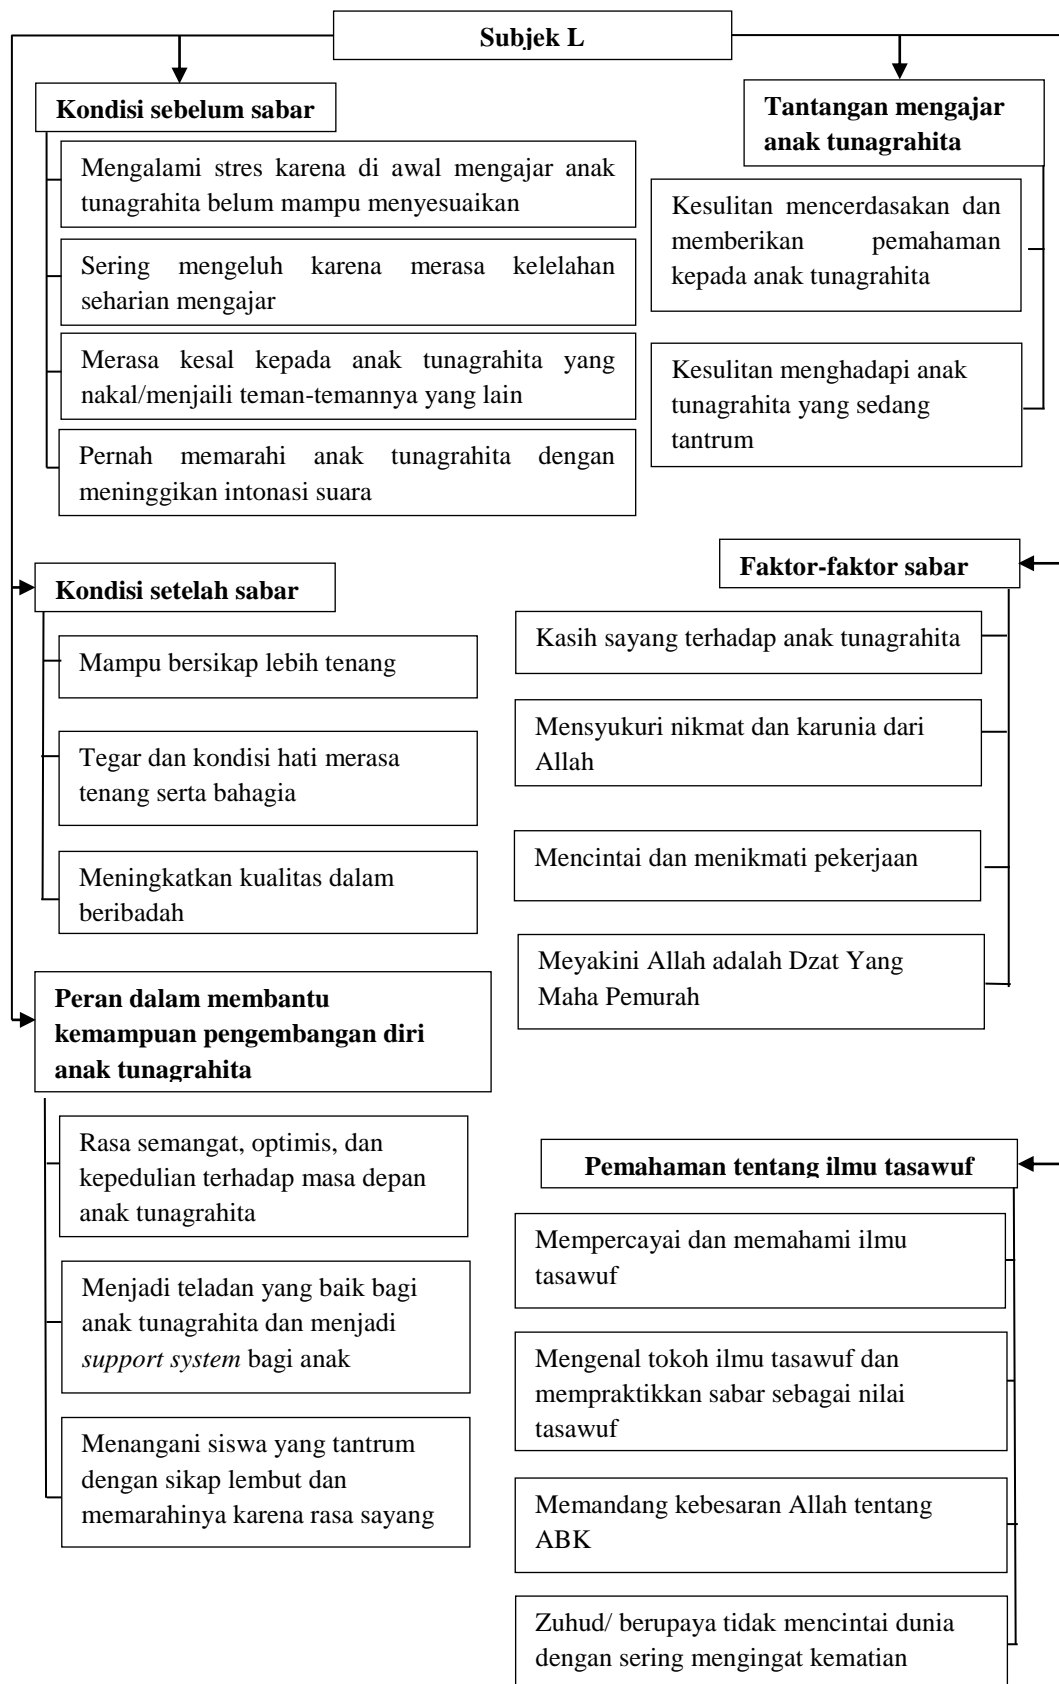 Subjek L
Kondisi sebelum sabar
Mengalami stres karena di awal mengajar anak
tunagrahita belum mampu menyesuaikan
Sering mengeluh karena merasa kelelahan
seharian mengajar
Merasa kesal kepada anak tunagrahita yang
nakal/menjaili teman-temannya yang lain
Pernah memarahi anak tunagrahita dengan
meninggikan intonasi suara
Tantangan mengajar
anak tunagrahita
Kesulitan mencerdasakan dan
memberikan pemahaman
kepada anak tunagrahita
Kesulitan menghadapi anak
tunagrahita yang sedang
tantrum
Kondisi setelah sabar
Mampu bersikap lebih tenang
Tegar dan kondisi hati merasa
tenang serta bahagia
Meningkatkan kualitas dalam
beribadah
Faktor-faktor sabar
Kasih sayang terhadap anak tunagrahita
Mensyukuri nikmat dan karunia dari
Allah
Mencintai dan menikmati pekerjaan
Meyakini Allah adalah Dzat Yang
Maha Pemurah
Peran dalam membantu
kemampuan pengembangan diri
anak tunagrahita
Rasa semangat, optimis, dan
kepedulian terhadap masa depan
anak tunagrahita
Menjadi teladan yang baik bagi
anak tunagrahita dan menjadi
support system bagi anak
Menangani siswa yang tantrum
dengan sikap lembut dan
memarahinya karena rasa sayang
Pemahaman tentang ilmu tasawuf
Mempercayai dan memahami ilmu
tasawuf
Mengenal tokoh ilmu tasawuf dan
mempraktikkan sabar sebagai nilai
tasawuf
Memandang kebesaran Allah tentang
ABK
Zuhud/ berupaya tidak mencintai dunia
dengan sering mengingat kematian